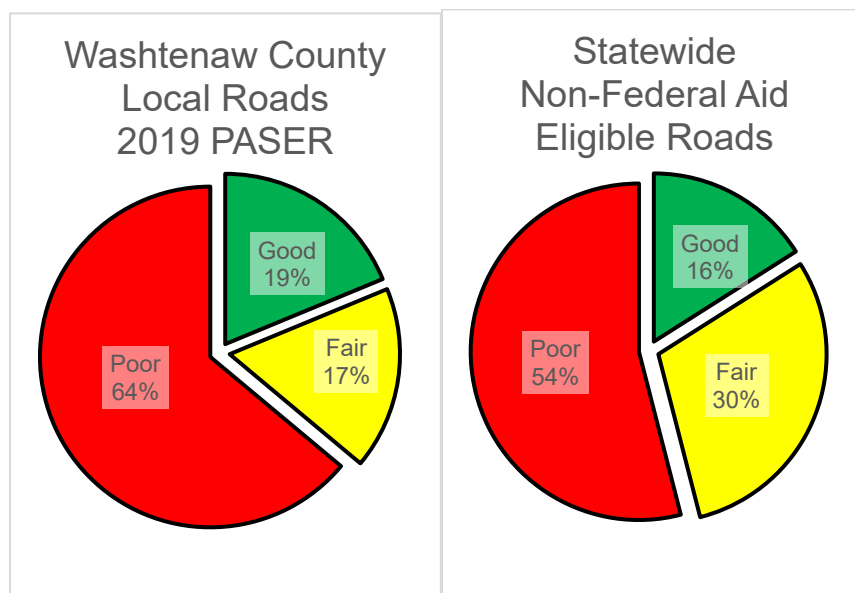 Washtenaw County
Local Roads
2019 PASER
Good
19%
Fair
17%
Poor
64%
Statewide
Non-Federal Aid
Eligible Roads
Good
16%
Fair
30%
Poor
54%